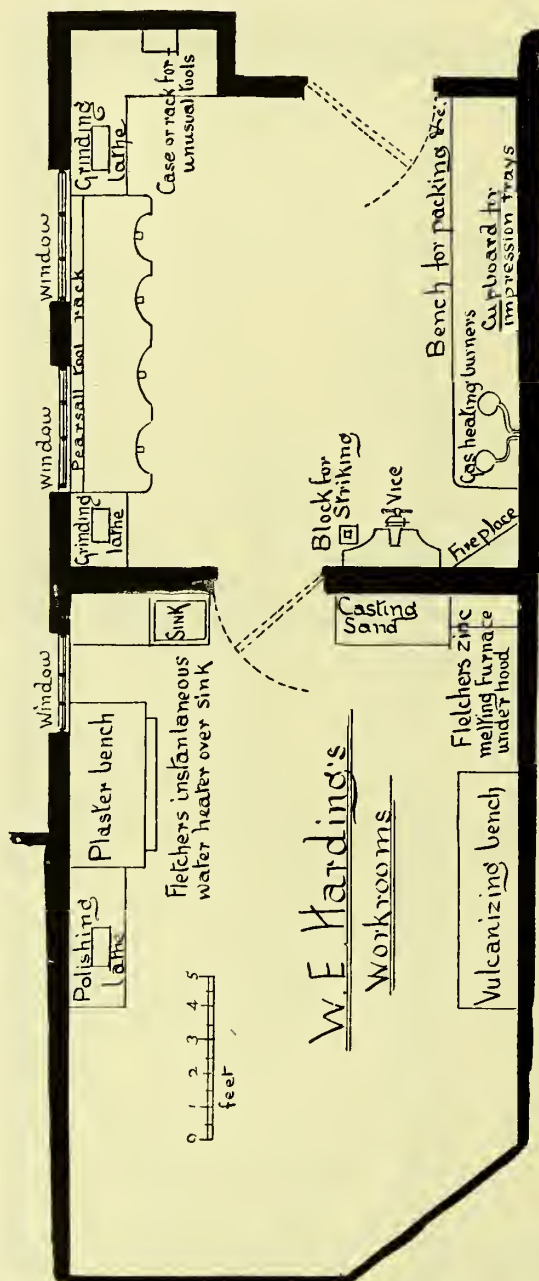 W. E. Harding's
Workrooms
Window
Window
Window
Polishing
lathe
Plaster bench
SINK
Fletchers instantaneous
water heater over sink
Grinding
lathe
Pearsall tool rack
Grinding
lathe
Case or rack for
unusual tools
0 1 2 3 4 5
feet
Casting
Sand
Block for
Striking
Vice
Fire place
Fletchers zinc
melting Furnace
under hood
Vulcanizing bench
Bench for packing &c.
Gas heating burners
Cupboard for
impression trays